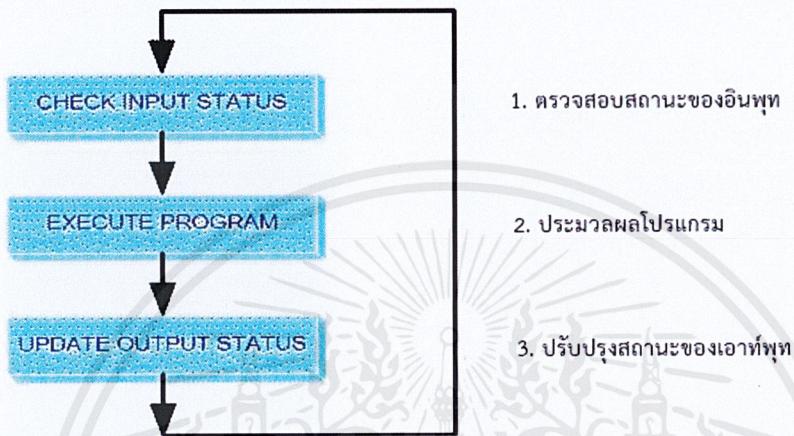 CHECK INPUT STATUS
1. ตรวจสอบสถานะของอินพุท
EXECUTE PROGRAM
2. ประมวลผลโปรแกรม
UPDATE OUTPUT STATUS
3. ปรับปรุงสถานะของเอาท์พุท